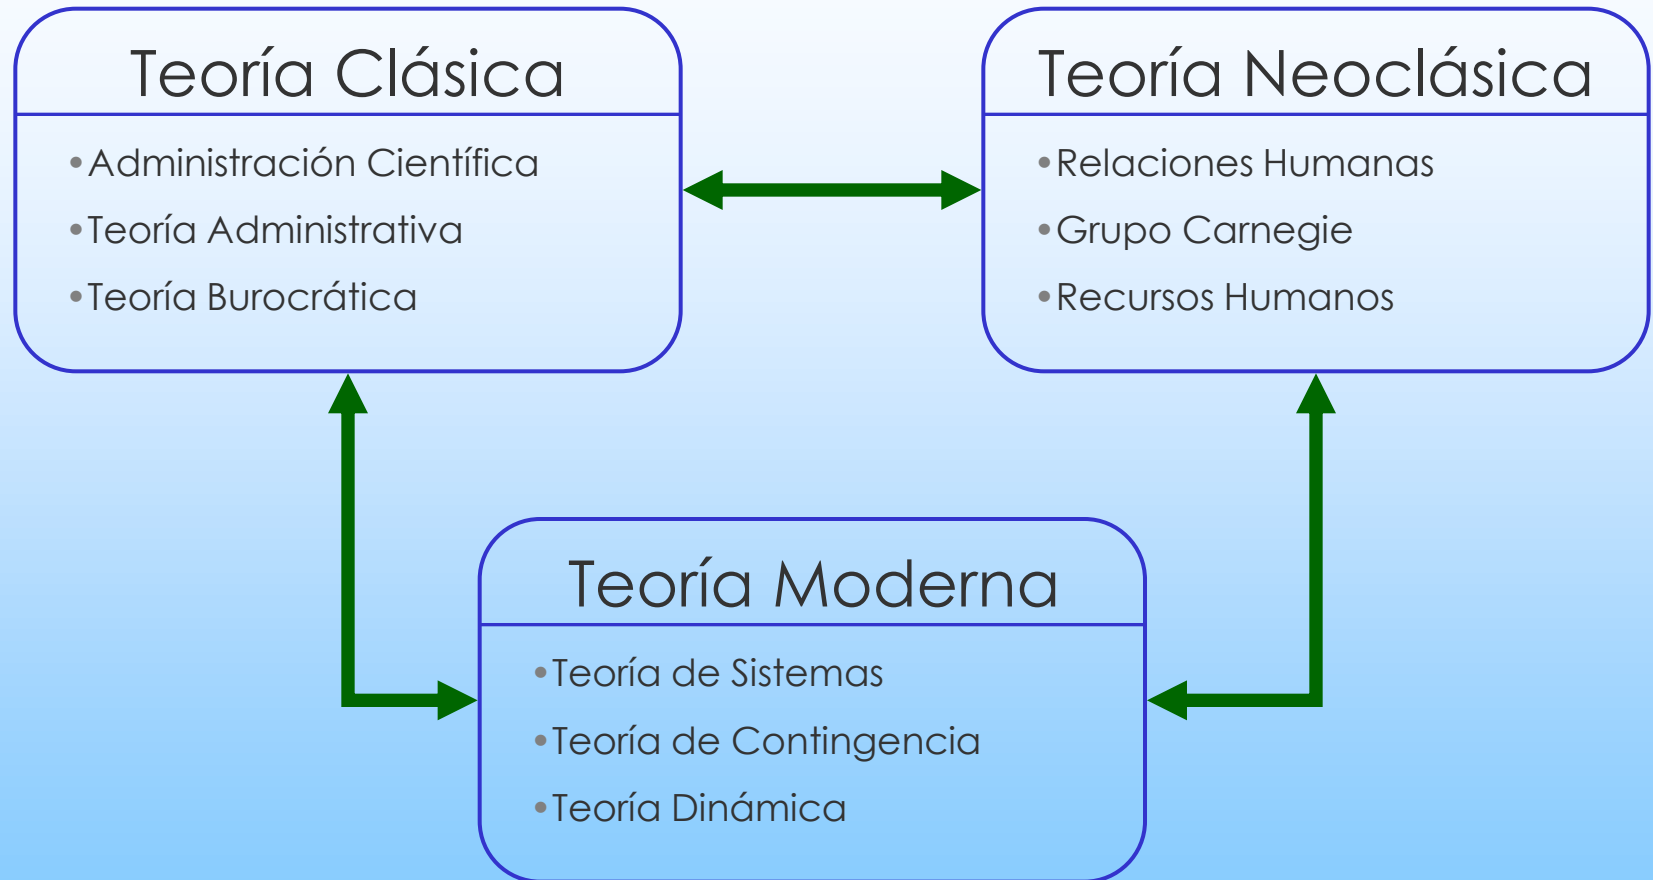 Teoría Clásica
•Administración Científica
•Teoría Administrativa
•Teoría Burocrática
Teoría Neoclásica
•Relaciones Humanas
•Grupo Carnegie
•Recursos Humanos
Teoría Moderna
•Teoría de Sistemas
•Teoría de Contingencia
•Teoría Dinámica